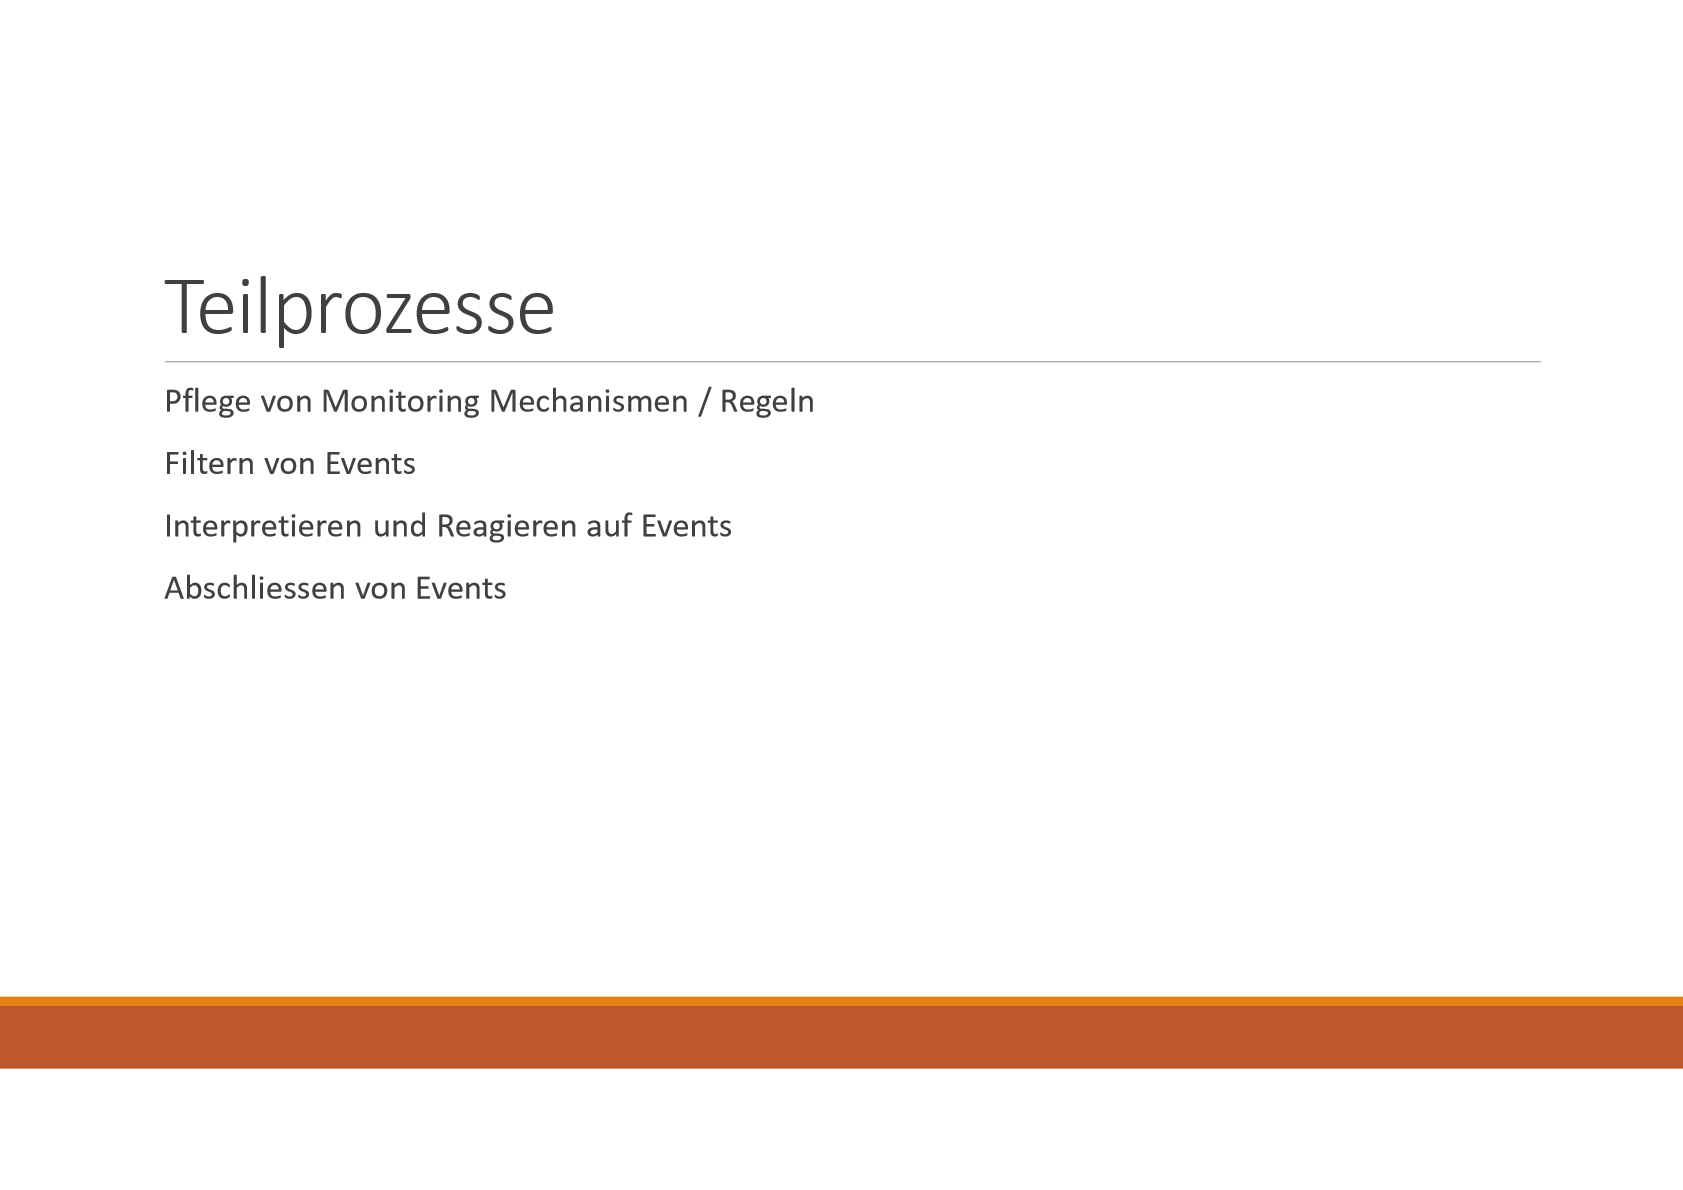 Teilprozesse
Pflege von Monitoring Mechanismen / Regeln
Filtern von Events
Interpretieren und Reagieren auf Events
Abschliessen von Events